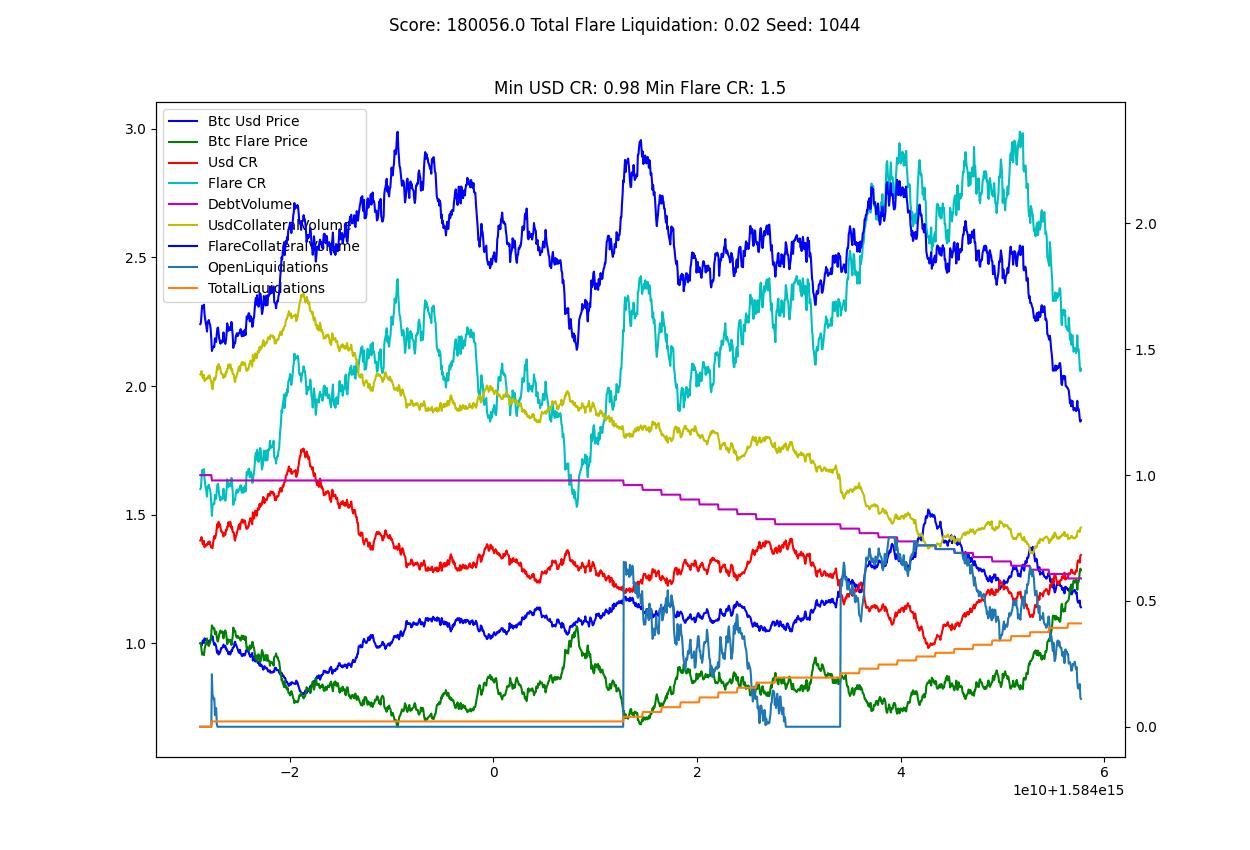 Score: 180056.0 Total Flare Liquidation: 0.02 Seed: 1044
Min USD CR: 0.98 Min Flare CR: 1.5
Btc Usd Price
Btc Flare Price
Usd CR
Flare CR
DebtVolume
UsdCollateralVolume
FlareCollateralVolume
OpenLiquidations
TotalLiquidations
3.0
2.5
2.0
1.5
1.0
2.0
1.5
1.0
0.5
0.0
−2
0
2
4
6
1e10+1.584e15